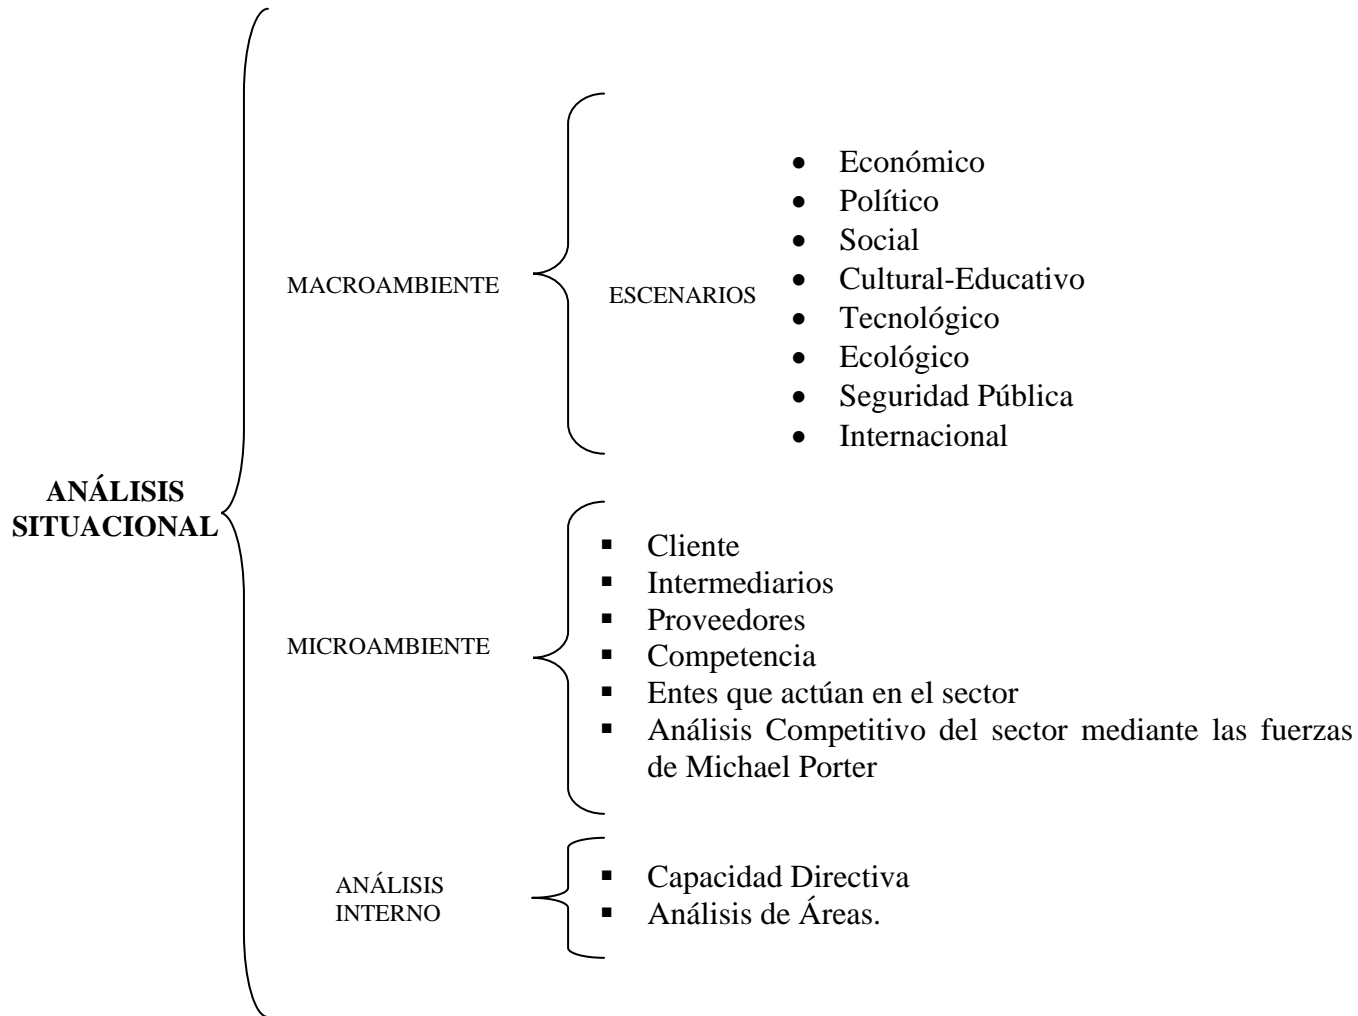 ANÁLISIS
SITUACIONAL
MACROAMBIENTE
ESCENARIOS
• Económico
• Político
• Social
• Cultural-Educativo
• Tecnológico
• Ecológico
• Seguridad Pública
• Internacional
MICROAMBIENTE
▪ Cliente
▪ Intermediarios
▪ Proveedores
▪ Competencia
▪ Entes que actúan en el sector
▪ Análisis Competitivo del sector mediante las fuerzas
de Michael Porter
ANÁLISIS
INTERNO
▪ Capacidad Directiva
▪ Análisis de Áreas.